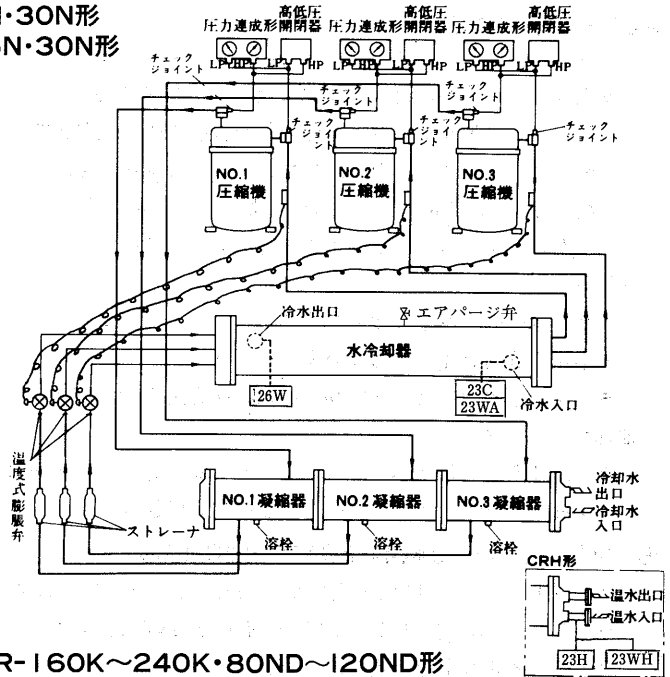 ・30N形
N・30N形
圧力連成形
高低圧
開閉器
圧力連成形
高低圧
開閉器
圧力連成形
高低圧
開閉器
LP HP LP HP
LP HP LP HP
LP HP LP HP
チェック
ジョイント
チェック
ジョイント
チェック
ジョイント
チェック
ジョイント
チェック
ジョイント
チェック
ジョイント
NO.1
圧縮機
NO.2
圧縮機
NO.3
圧縮機
冷水出口
エアパージ弁
水冷却器
26W
23C
23WA
冷水入口
温度式膨脹弁
ストレーナ
NO.1 凝縮器
NO.2 凝縮器
NO.3 凝縮器
冷却水
出口
冷却水
入口
溶栓
溶栓
溶栓
CRH形
温水出口
温水入口
23H
23WH
R-160K〜240K・80ND〜120ND形